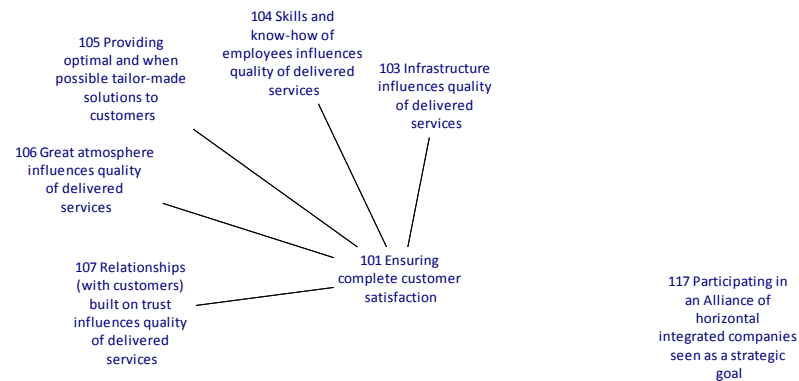 104 Skills and
know-how of
employees influences
quality of delivered
services
105 Providing
optimal and when
possible tailor-made
solutions to
customers
103 Infrastructure
influences quality
of delivered
services
106 Great atmosphere
influences quality
of delivered
services
101 Ensuring
complete customer
satisfaction
107 Relationships
(with customers)
built on trust
influences quality
of delivered
services
117 Participating in
an Alliance of
horizontal
integrated companies
seen as a strategic
goal